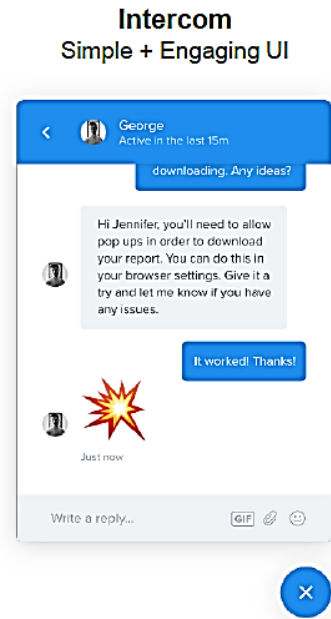 Intercom
Simple + Engaging UI
George
Active in the last 15m
downloading. Any ideas?
Hi Jennifer, you'll need to allow
pop ups in order to download
your report. You can do this in
your browser settings. Give it a
try and let me know if you have
any issues.
It worked! Thanks!
Just now
Write a reply...
GIF